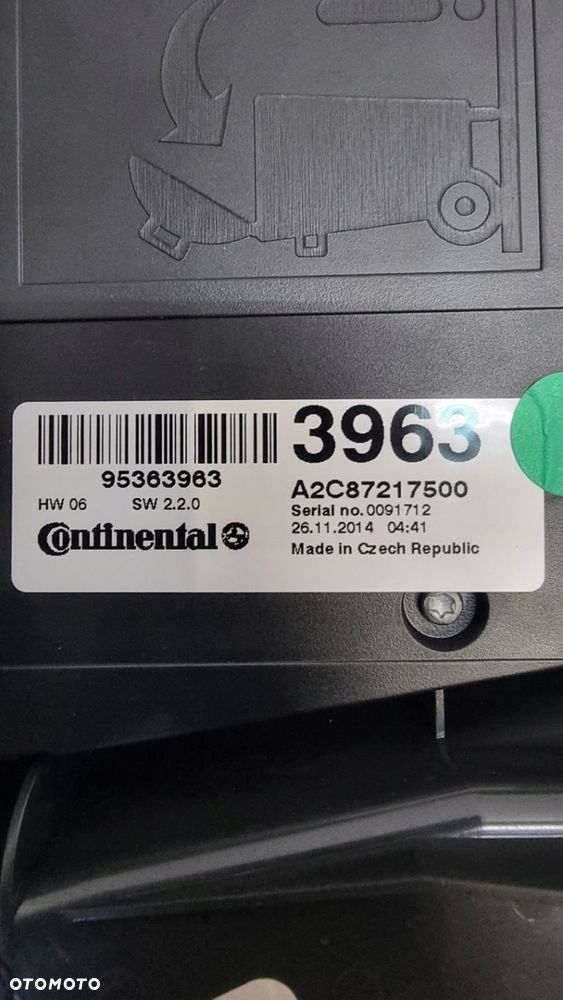 3963
95363963
A2C87217500
HW 06 SW 2.2.0
Serial no.0091712
26.11.2014 04:41
Continental
Made in Czech Republic
OTOMOTO